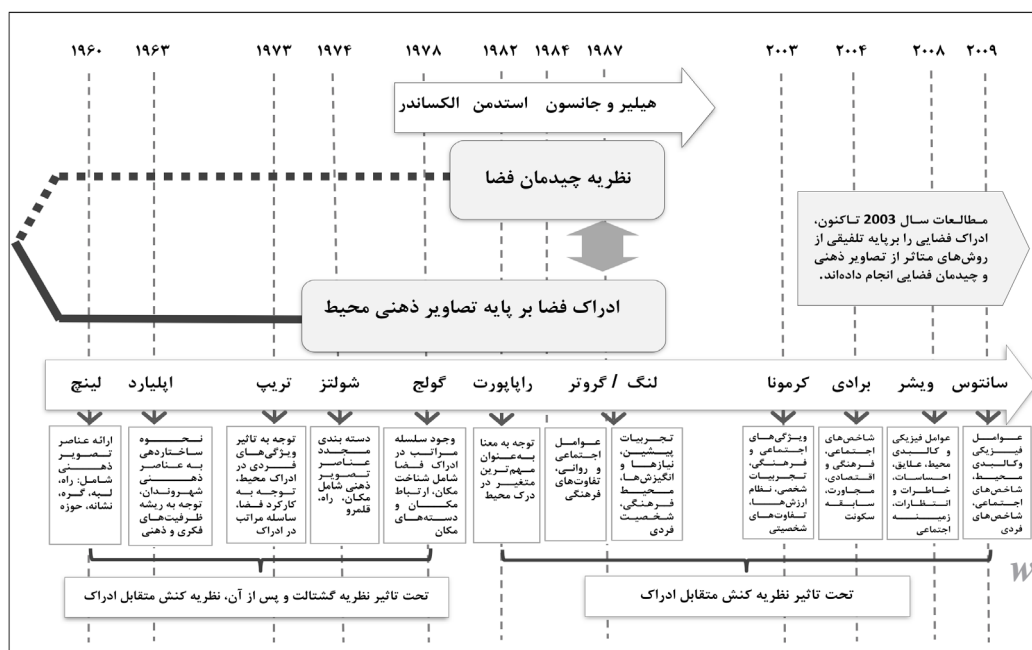 ۱۹۶۰ ۱۹۶۳ ۱۹۷۳ ۱۹۷۴ ۱۹۷۸ ۱۹۸۲ ۱۹۸۴ ۱۹۸۷ ۲۰۰۳ ۲۰۰۴ ۲۰۰۸ ۲۰۰۹
الکساندر استدمن هیلیر و جانسون
نظریه چیدمان فضا
مطالعات سال 2003 تاکنون،
ادراک فضایی را برپایه تلفیقی از
روش‌های متاثر از تصاویر ذهنی
و چیدمان فضایی انجام داده‌اند.
ادراک فضا بر پایه تصاویر ذهنی محیط
لینچ اپلیارد تریپ شولتز گولج راپاپورت لنگ / گروتر کرمونا برادی ویشر سانتوس
ارائه عناصر
تصویر
ذهنی
شامل: راه،
لبه، گره،
نشانه، حوزه
نحوه
ساختاردهی
به عناصر
ذهنی
شهروندان،
توجه به ریشه
فکری و ذهنی
ظرفیت‌های
توجه به تاثیر
ویژگی‌های
فردی در
ادراک محیط،
توجه به
کارکرد فضا،
ساسله مراتب
در ادراک
دسته بندی
مجدد
عناصر
تصویر
ذهنی شامل
مکان، راه،
قلمرو
وجود سلسله
مراتب در
ادراک فضا
شامل شناخت
مکان، ارتباط
مکان و
دسته‌های
مکان
توجه به معنا
به‌عنوان
مهم‌ترین
متغیر در
درک محیط
عوامل
اجتماعی
و روانی،
تفاوت‌های
فرهنگی
تجربیات
پیشین،
نیازها و
انگیزش‌ها،
محیط
فرهنگی،
شخصیت
فردی
ویژگی‌های
اجتماعی و
فرهنگی،
تجربیات
شخصی، نظام
ارزش‌ها،
تفاوت‌های
شخصیتی
شاخص‌های
اجتماعی،
فرهنگی و
اقتصادی،
مجاورت،
سابقه
سکونت
عوامل فیزیکی
و کالبدی
محیط، علایق،
احساسات،
خاطرات و
انتظارات،
زمینه
اجتماعی
عوامل
فیزیکی
وکالبدی
محیط،
شاخص‌های
اجتماعی،
شاخص‌های
فردی
تحت تاثیر نظریه گشتالت و پس از آن، نظریه کنش متقابل ادراک
تحت تاثیر نظریه کنش متقابل ادراک
w